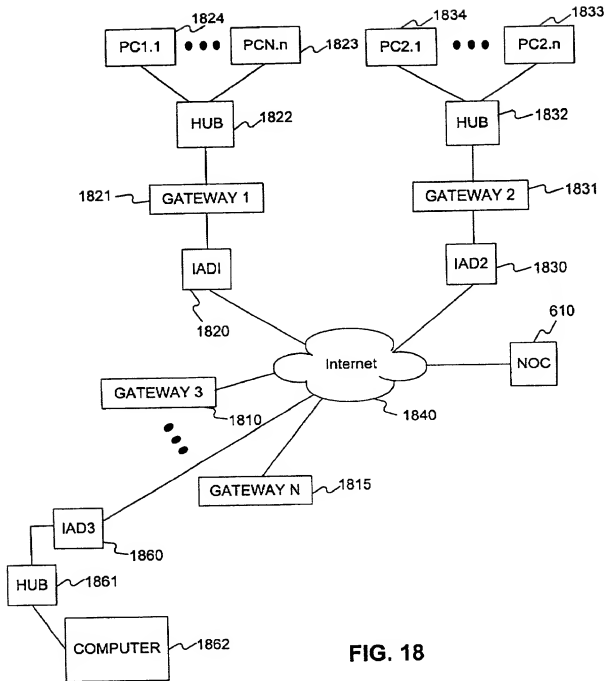 1824
PC1.1
PCN.n
1823
1834
PC2.1
1833
PC2.n
HUB
1822
HUB
1832
1821
GATEWAY 1
GATEWAY 2
1831
IADI
1820
IAD2
1830
Internet
1840
610
NOC
GATEWAY 3
1810
GATEWAY N
1815
IAD3
1860
HUB
1861
COMPUTER
1862
FIG. 18